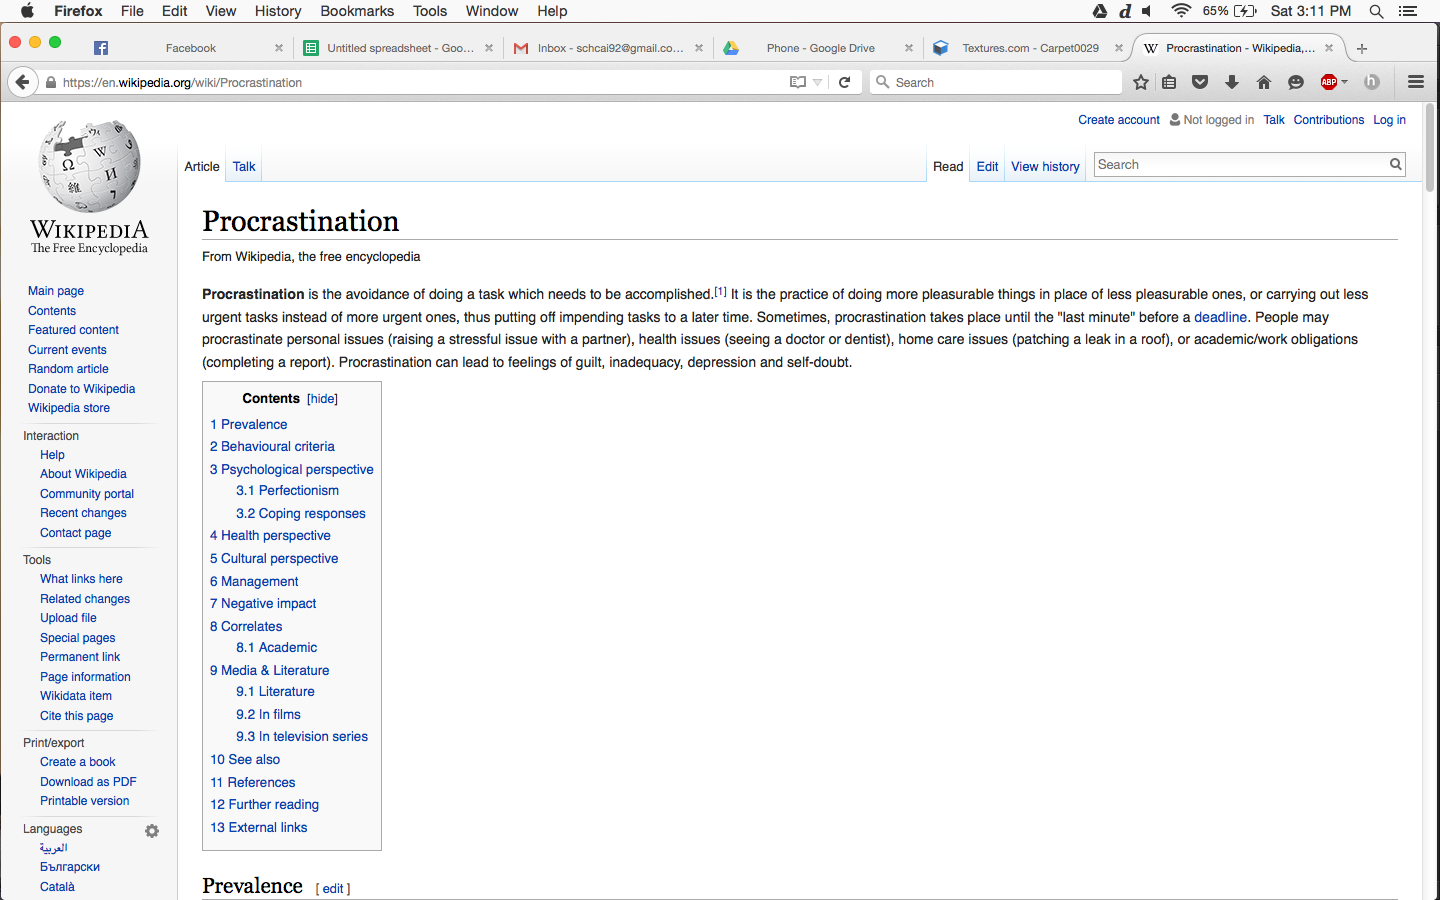 Firefox File Edit View History Bookmarks Tools Window Help 65% Sat 3:11 PM
Facebook Untitled spreadsheet - Goo... Inbox - schcai92@gmail.co... Phone - Google Drive Textures.com - Carpet0029 W Procrastination - Wikipedia,...
https://en.wikipedia.org/wiki/Procrastination Search ABP h
Create account Not logged in Talk Contributions Log in
Article Talk Read Edit View history Search
WIKIPEDIA
The Free Encyclopedia
Main page
Contents
Featured content
Current events
Random article
Donate to Wikipedia
Wikipedia store
Interaction
Help
About Wikipedia
Community portal
Recent changes
Contact page
Tools
What links here
Related changes
Upload file
Special pages
Permanent link
Page information
Wikidata item
Cite this page
Print/export
Create a book
Download as PDF
Printable version
Languages
العربية
Български
Català
Procrastination
From Wikipedia, the free encyclopedia
Procrastination is the avoidance of doing a task which needs to be accomplished.[1] It is the practice of doing more pleasurable things in place of less pleasurable ones, or carrying out less
urgent tasks instead of more urgent ones, thus putting off impending tasks to a later time. Sometimes, procrastination takes place until the "last minute" before a deadline. People may
procrastinate personal issues (raising a stressful issue with a partner), health issues (seeing a doctor or dentist), home care issues (patching a leak in a roof), or academic/work obligations
(completing a report). Procrastination can lead to feelings of guilt, inadequacy, depression and self-doubt.
Contents [hide]
1 Prevalence
2 Behavioural criteria
3 Psychological perspective
3.1 Perfectionism
3.2 Coping responses
4 Health perspective
5 Cultural perspective
6 Management
7 Negative impact
8 Correlates
8.1 Academic
9 Media & Literature
9.1 Literature
9.2 In films
9.3 In television series
10 See also
11 References
12 Further reading
13 External links
Prevalence [ edit ]